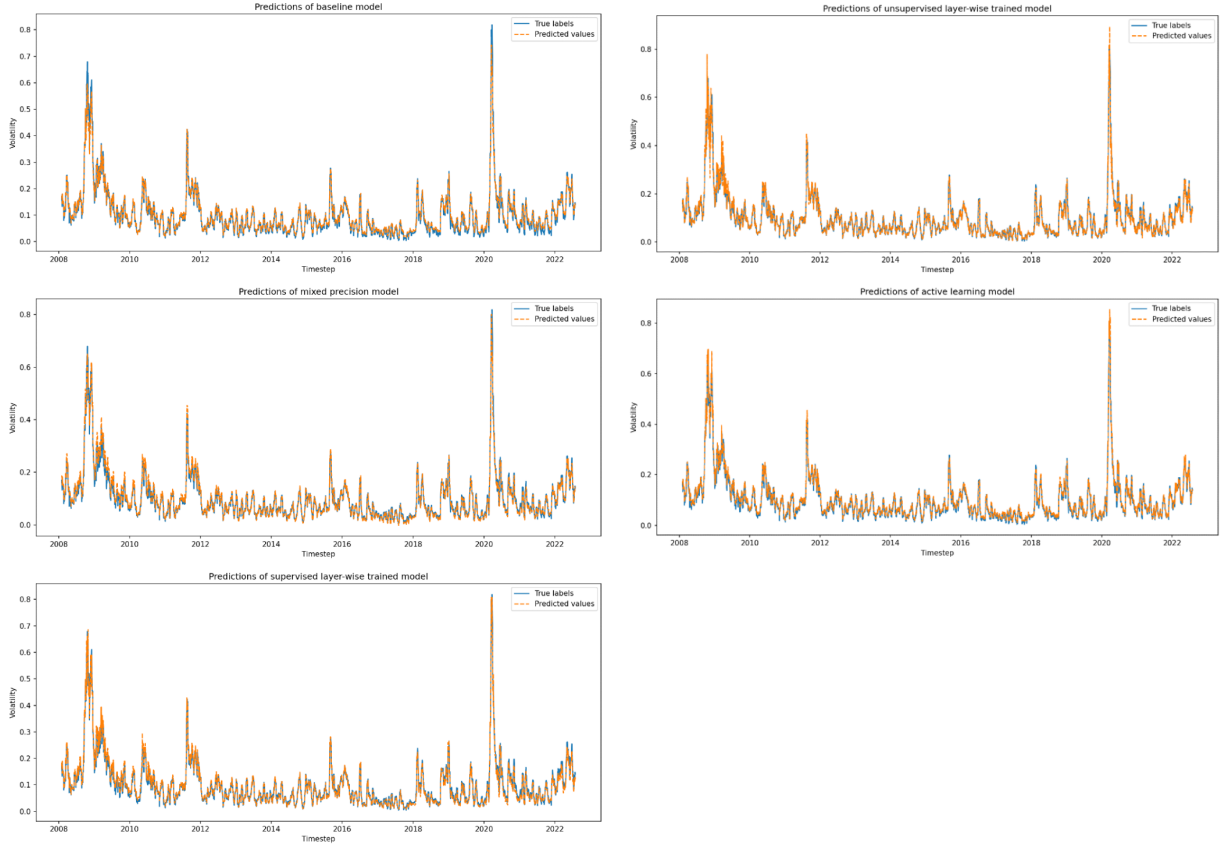 Predictions of baseline model
True labels
Predicted values
0.8
0.7
0.6
0.5
0.4
0.3
0.2
0.1
0.0
Volatility
2008 2010 2012 2014 2016 2018 2020 2022
Timestep
Predictions of unsupervised layer-wise trained model
True labels
Predicted values
0.8
0.6
0.4
0.2
0.0
Volatility
2008 2010 2012 2014 2016 2018 2020 2022
Timestep
Predictions of mixed precision model
True labels
Predicted values
0.8
0.6
0.4
0.2
0.0
Volatility
2008 2010 2012 2014 2016 2018 2020 2022
Timestep
Predictions of active learning model
True labels
Predicted values
0.8
0.6
0.4
0.2
0.0
Volatility
2008 2010 2012 2014 2016 2018 2020 2022
Timestep
Predictions of supervised layer-wise trained model
True labels
Predicted values
0.8
0.7
0.6
0.5
0.4
0.3
0.2
0.1
0.0
Volatility
2008 2010 2012 2014 2016 2018 2020 2022
Timestep